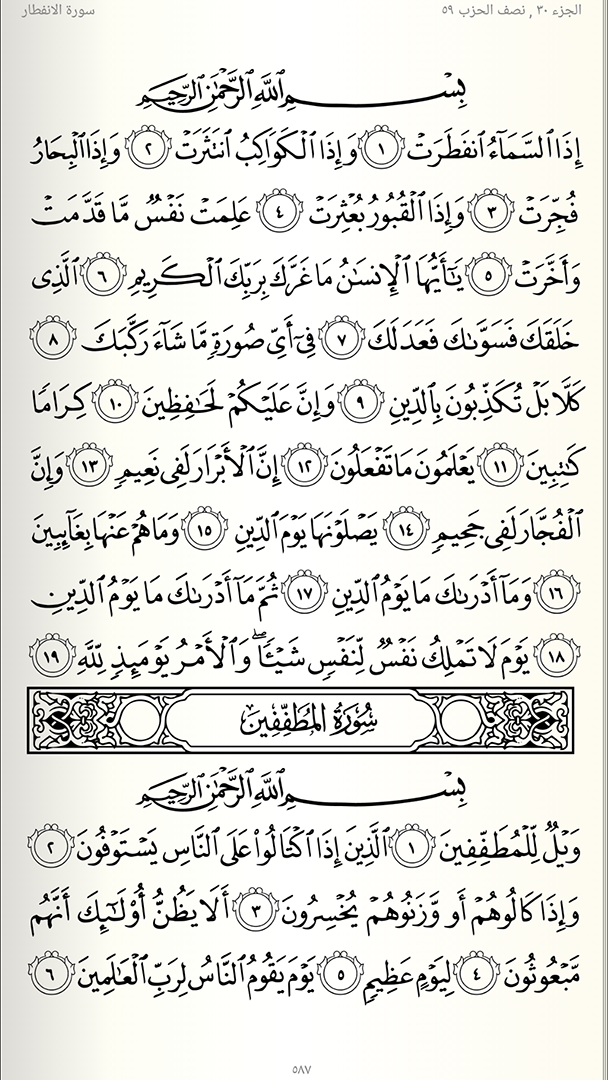 الجزء ٣٠ , نصف الحزب ٥٩ سورة الانفطار
بِسْمِ ٱللَّهِ ٱلرَّحْمَٰنِ ٱلرَّحِيمِ
إِذَا ٱلسَّمَآءُ ٱنفَطَرَتْ ١ وَإِذَا ٱلْكَوَاكِبُ ٱنتَثَرَتْ ٢ وَإِذَا ٱلْبِحَارُ
فُجِّرَتْ ٣ وَإِذَا ٱلْقُبُورُ بُعْثِرَتْ ٤ عَلِمَتْ نَفْسٌ مَّا قَدَّمَتْ
وَأَخَّرَتْ ٥ يَٰٓأَيُّهَا ٱلْإِنسَٰنُ مَا غَرَّكَ بِرَبِّكَ ٱلْكَرِيمِ ٦ ٱلَّذِى
خَلَقَكَ فَسَوَّىٰكَ فَعَدَلَكَ ٧ فِىٓ أَىِّ صُورَةٍ مَّا شَآءَ رَكَّبَكَ ٨
كَلَّا بَلْ تُكَذِّبُونَ بِٱلدِّينِ ٩ وَإِنَّ عَلَيْكُمْ لَحَٰفِظِينَ ١٠ كِرَامًا
كَٰتِبِينَ ١١ يَعْلَمُونَ مَا تَفْعَلُونَ ١٢ إِنَّ ٱلْأَبْرَارَ لَفِى نَعِيمٍ ١٣ وَإِنَّ
ٱلْفُجَّارَ لَفِى جَحِيمٍ ١٤ يَصْلَوْنَهَا يَوْمَ ٱلدِّينِ ١٥ وَمَا هُمْ عَنْهَا بِغَآئِبِينَ
١٦ وَمَآ أَدْرَىٰكَ مَا يَوْمُ ٱلدِّينِ ١٧ ثُمَّ مَآ أَدْرَىٰكَ مَا يَوْمُ ٱلدِّينِ
١٨ يَوْمَ لَا تَمْلِكُ نَفْسٌ لِّنَفْسٍ شَيْـًٔا ۖ وَٱلْأَمْرُ يَوْمَئِذٍ لِّلَّهِ ١٩
سُورَةُ المُطَفِّفِينَ
بِسْمِ ٱللَّهِ ٱلرَّحْمَٰنِ ٱلرَّحِيمِ
وَيْلٌ لِّلْمُطَفِّفِينَ ١ ٱلَّذِينَ إِذَا ٱكْتَالُوا۟ عَلَى ٱلنَّاسِ يَسْتَوْفُونَ ٢
وَإِذَا كَالُوهُمْ أَو وَّزَنُوهُمْ يُخْسِرُونَ ٣ أَلَا يَظُنُّ أُو۟لَٰٓئِكَ أَنَّهُم
مَّبْعُوثُونَ ٤ لِيَوْمٍ عَظِيمٍ ٥ يَوْمَ يَقُومُ ٱلنَّاسُ لِرَبِّ ٱلْعَٰلَمِينَ ٦
٥٨٧